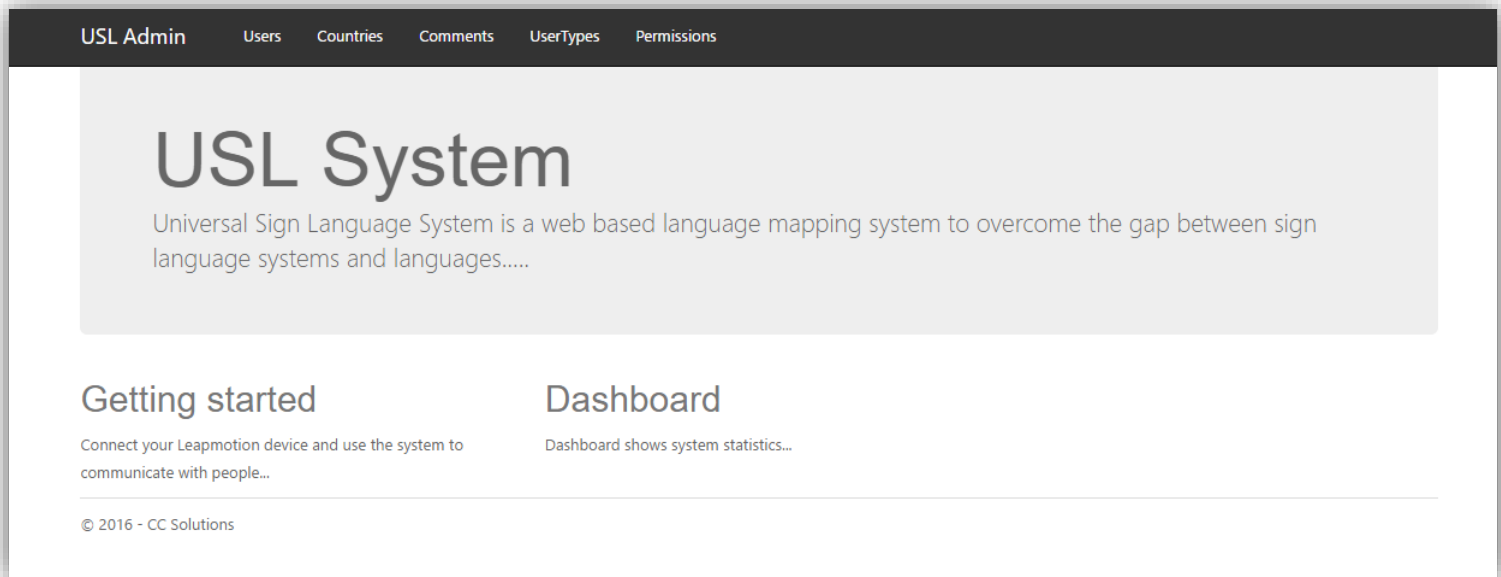 USL Admin Users Countries Comments UserTypes Permissions
USL System
Universal Sign Language System is a web based language mapping system to overcome the gap between sign
language systems and languages.....
Getting started
Connect your Leapmotion device and use the system to
communicate with people...
Dashboard
Dashboard shows system statistics...
© 2016 - CC Solutions